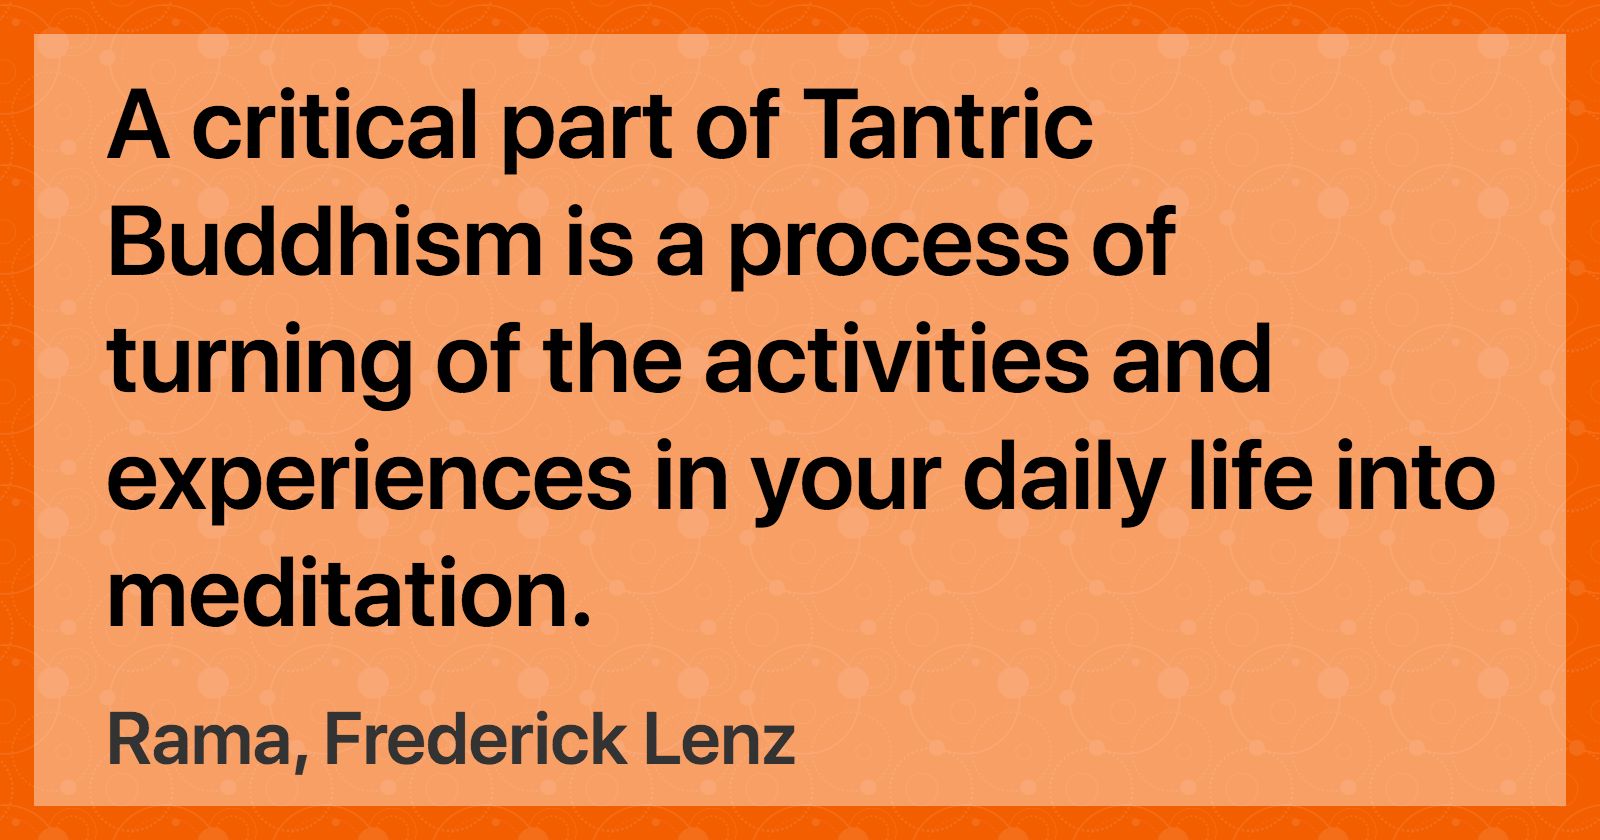 A critical part of Tantric
Buddhism is a process of
turning of the activities and
experiences in your daily life into
meditation.
Rama, Frederick Lenz